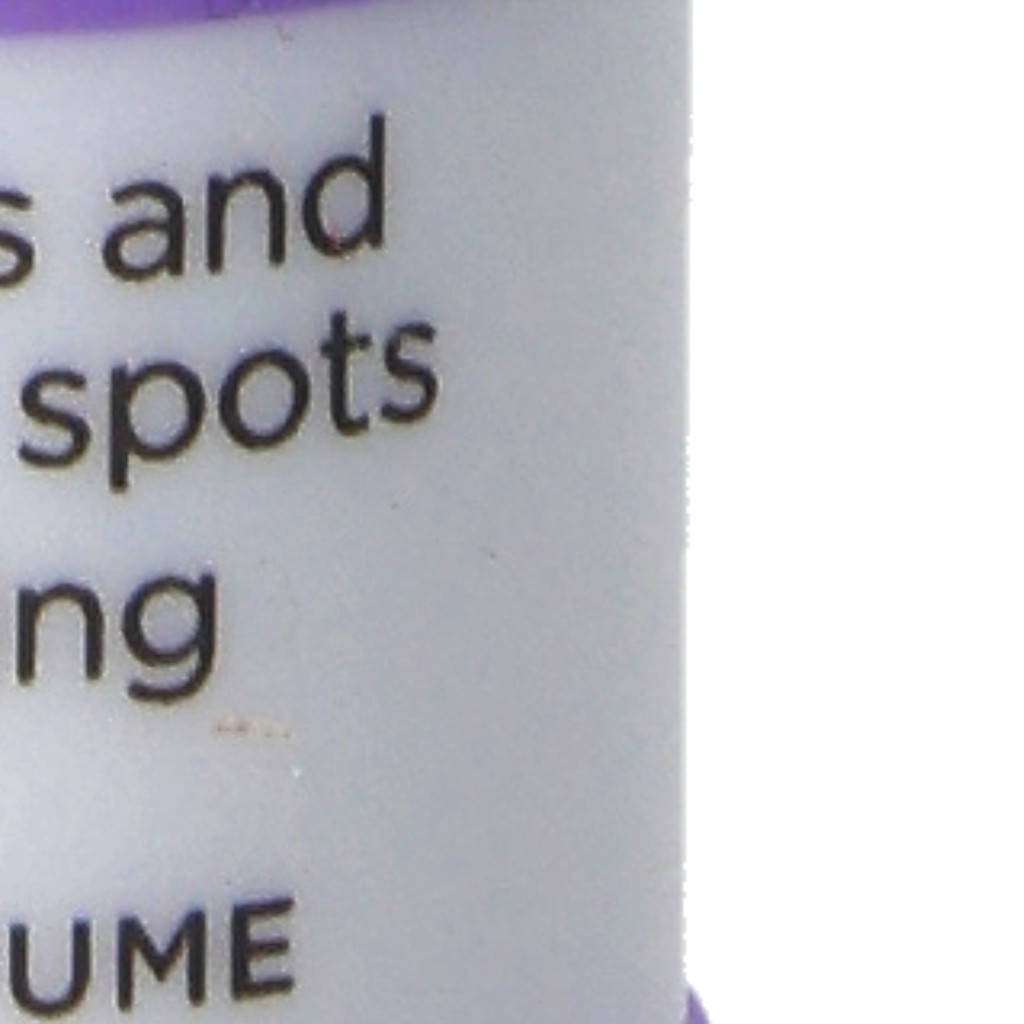 s and
spots
ng
UME